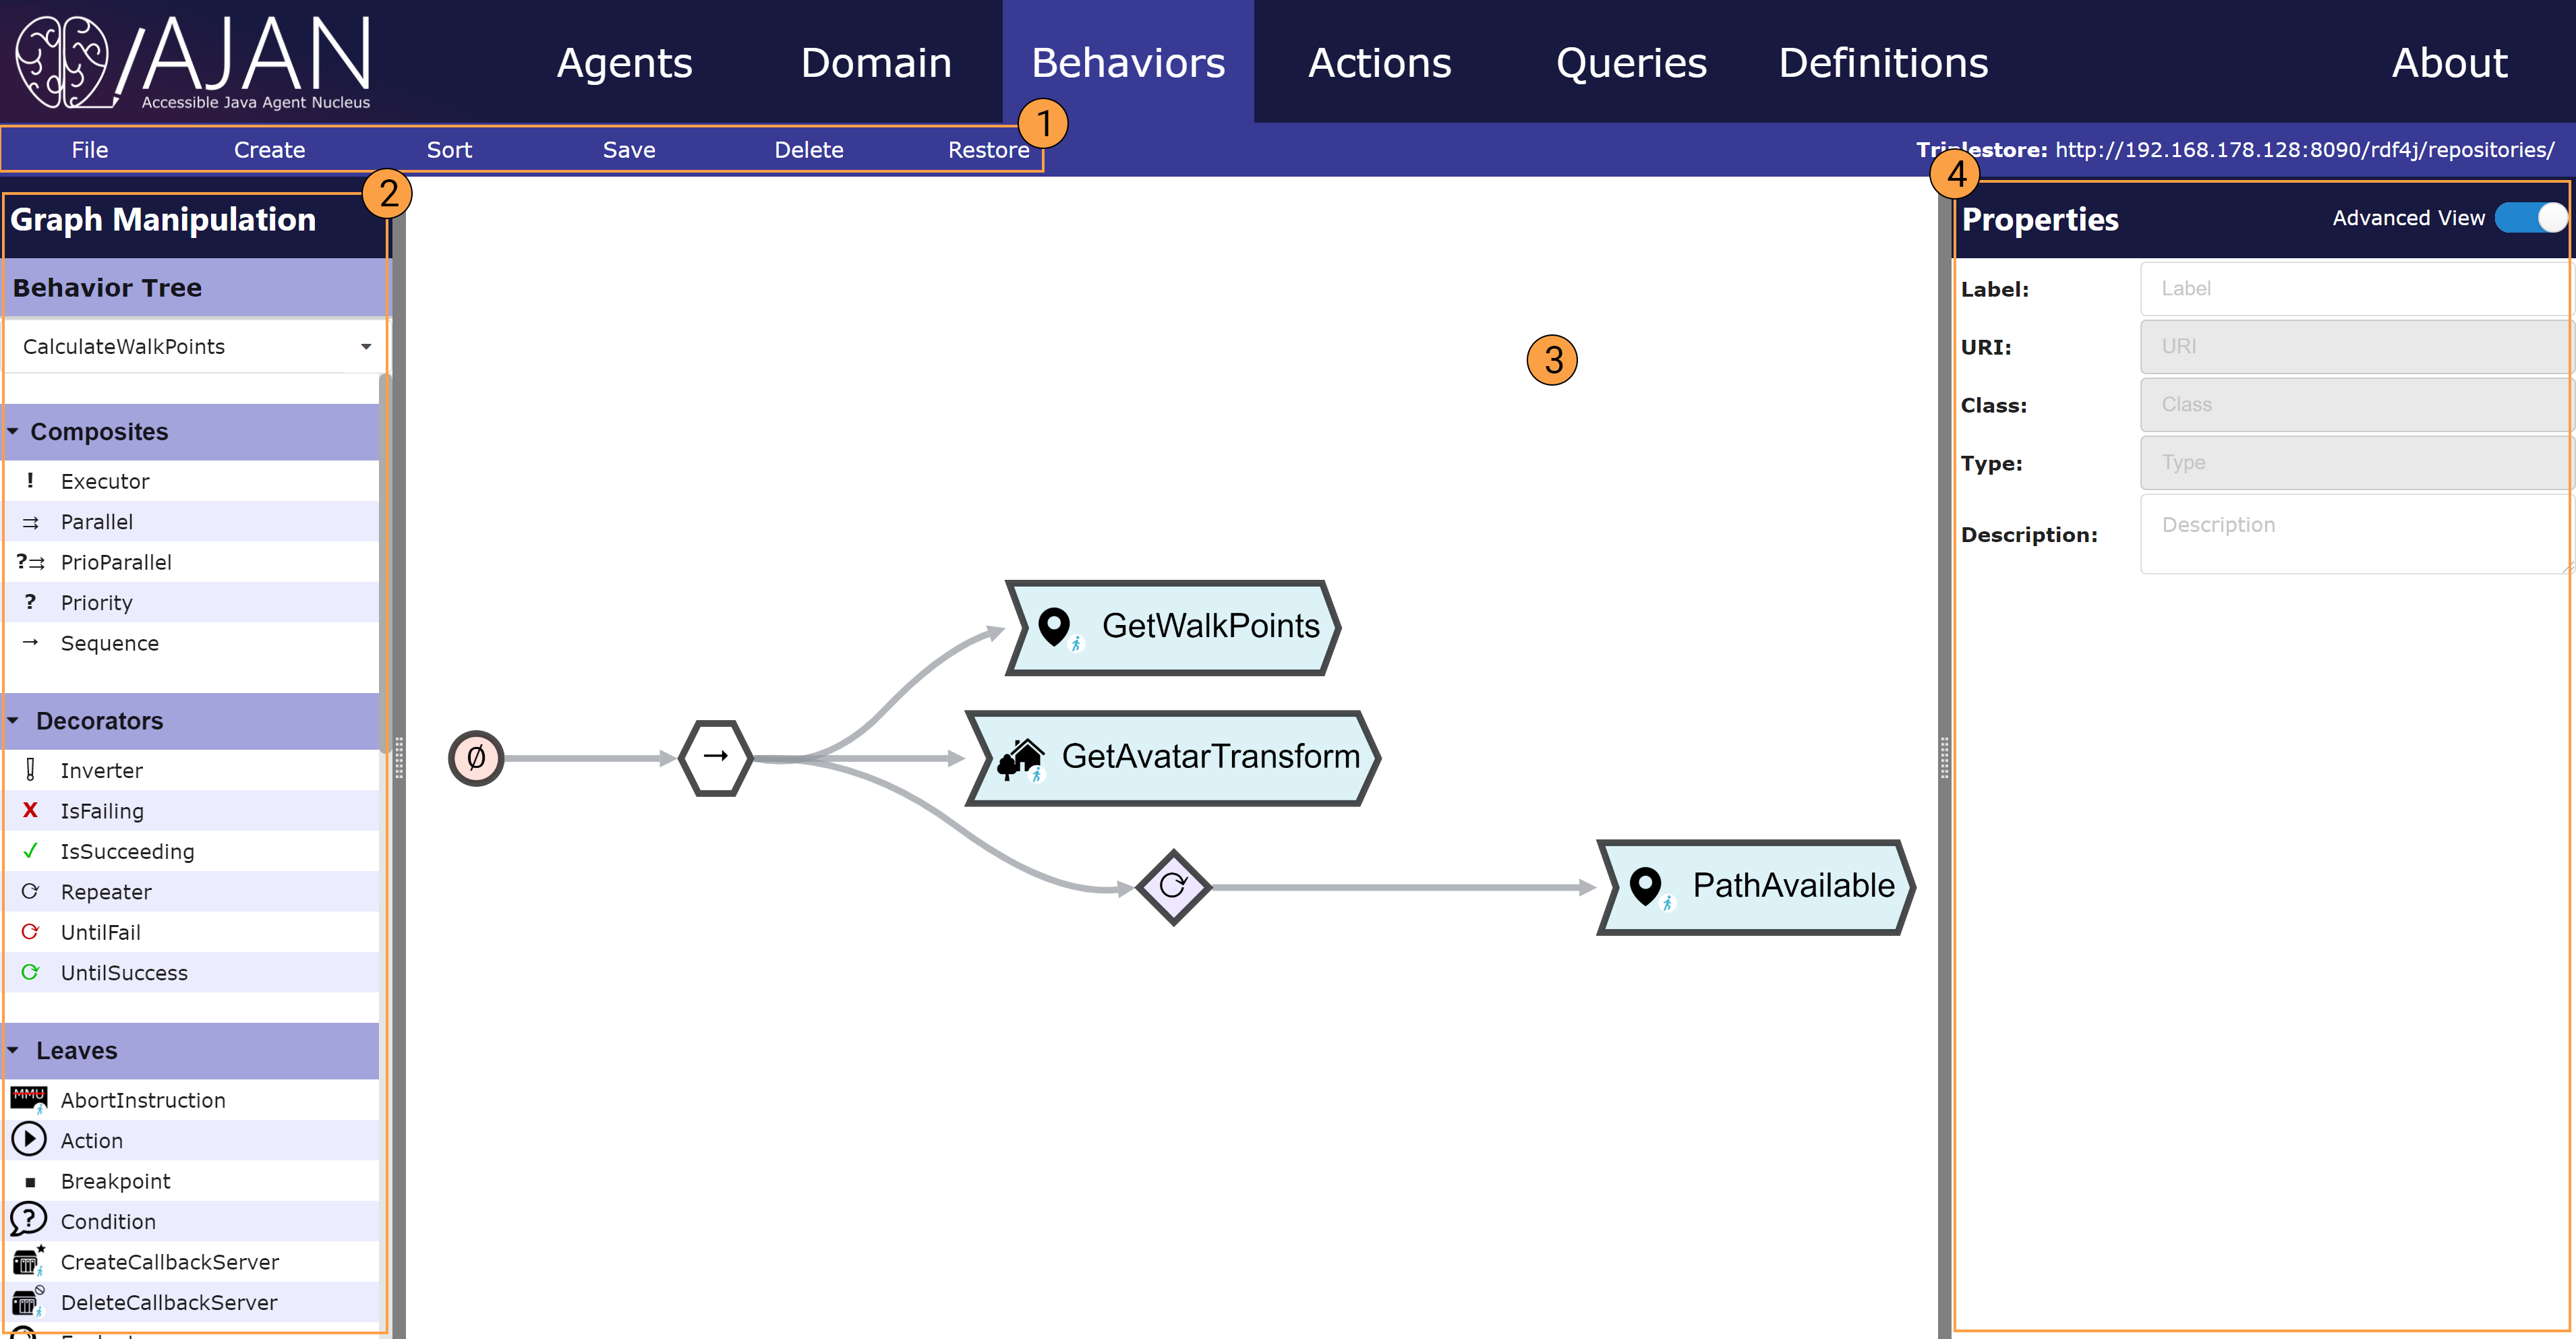 AJAN
Accessible Java Agent Nucleus
Agents
Domain
Behaviors
Actions
Queries
Definitions
About
1
File
Create
Sort
Save
Delete
Restore
Triplestore: http://192.168.178.128:8090/rdf4j/repositories/
2
Graph Manipulation
Behavior Tree
CalculateWalkPoints
Composites
! Executor
⇉ Parallel
?⇉ PrioParallel
? Priority
→ Sequence
Decorators
Inverter
X IsFailing
✓ IsSucceeding
Repeater
UntilFail
UntilSuccess
Leaves
MMU AbortInstruction
Action
Breakpoint
? Condition
CreateCallbackServer
DeleteCallbackServer
3
GetWalkPoints
Ø
→
GetAvatarTransform
PathAvailable
4
Properties
Advanced View
Label: Label
URI: URI
Class: Class
Type: Type
Description: Description